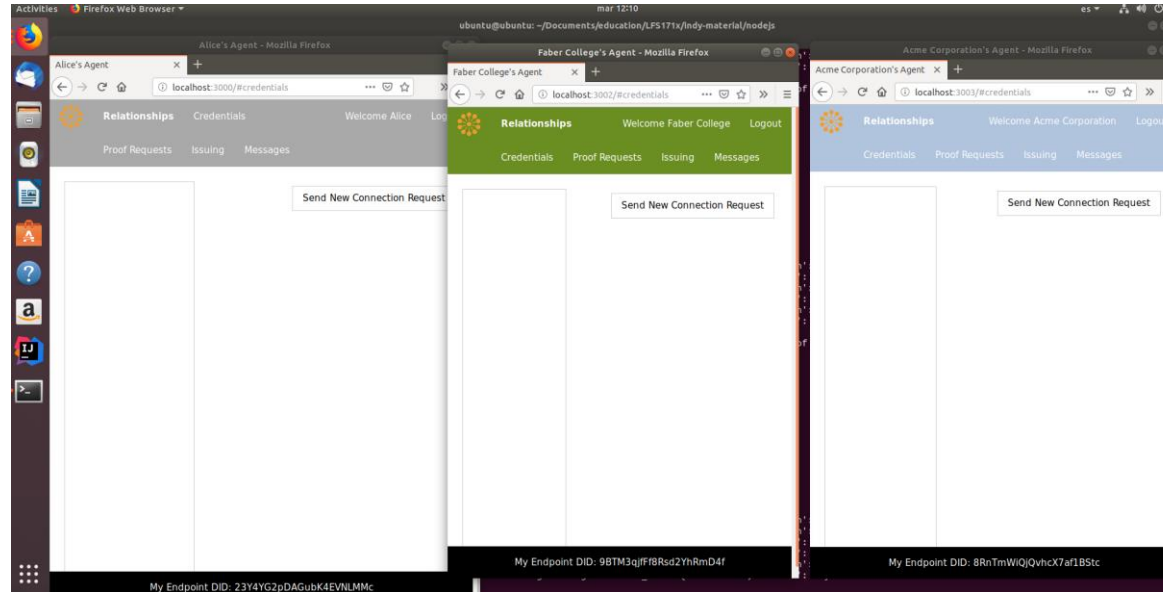 Activities Firefox Web Browser mar 12:10 es
ubuntu@ubuntu: ~/Documents/education/LFS171x/indy-material/nodejs
Alice's Agent - Mozilla Firefox
Alice's Agent
localhost:3000/#credentials
Relationships Credentials Welcome Alice
Proof Requests Issuing Messages
Send New Connection Request
My Endpoint DID: 23Y4YG2pDAGubK4EVNLMMc
Faber College's Agent - Mozilla Firefox
Faber College's Agent
localhost:3002/#credentials
Relationships Welcome Faber College Logout
Credentials Proof Requests Issuing Messages
Send New Connection Request
My Endpoint DID: 9BTM3qjfFf8Rsd2YhRmD4f
Acme Corporation's Agent - Mozilla Firefox
Acme Corporation's Agent
localhost:3003/#credentials
Relationships Welcome Acme Corporation
Credentials Proof Requests Issuing Messages
Send New Connection Request
My Endpoint DID: 8RnTmWiQjQvhcX7af1BStc